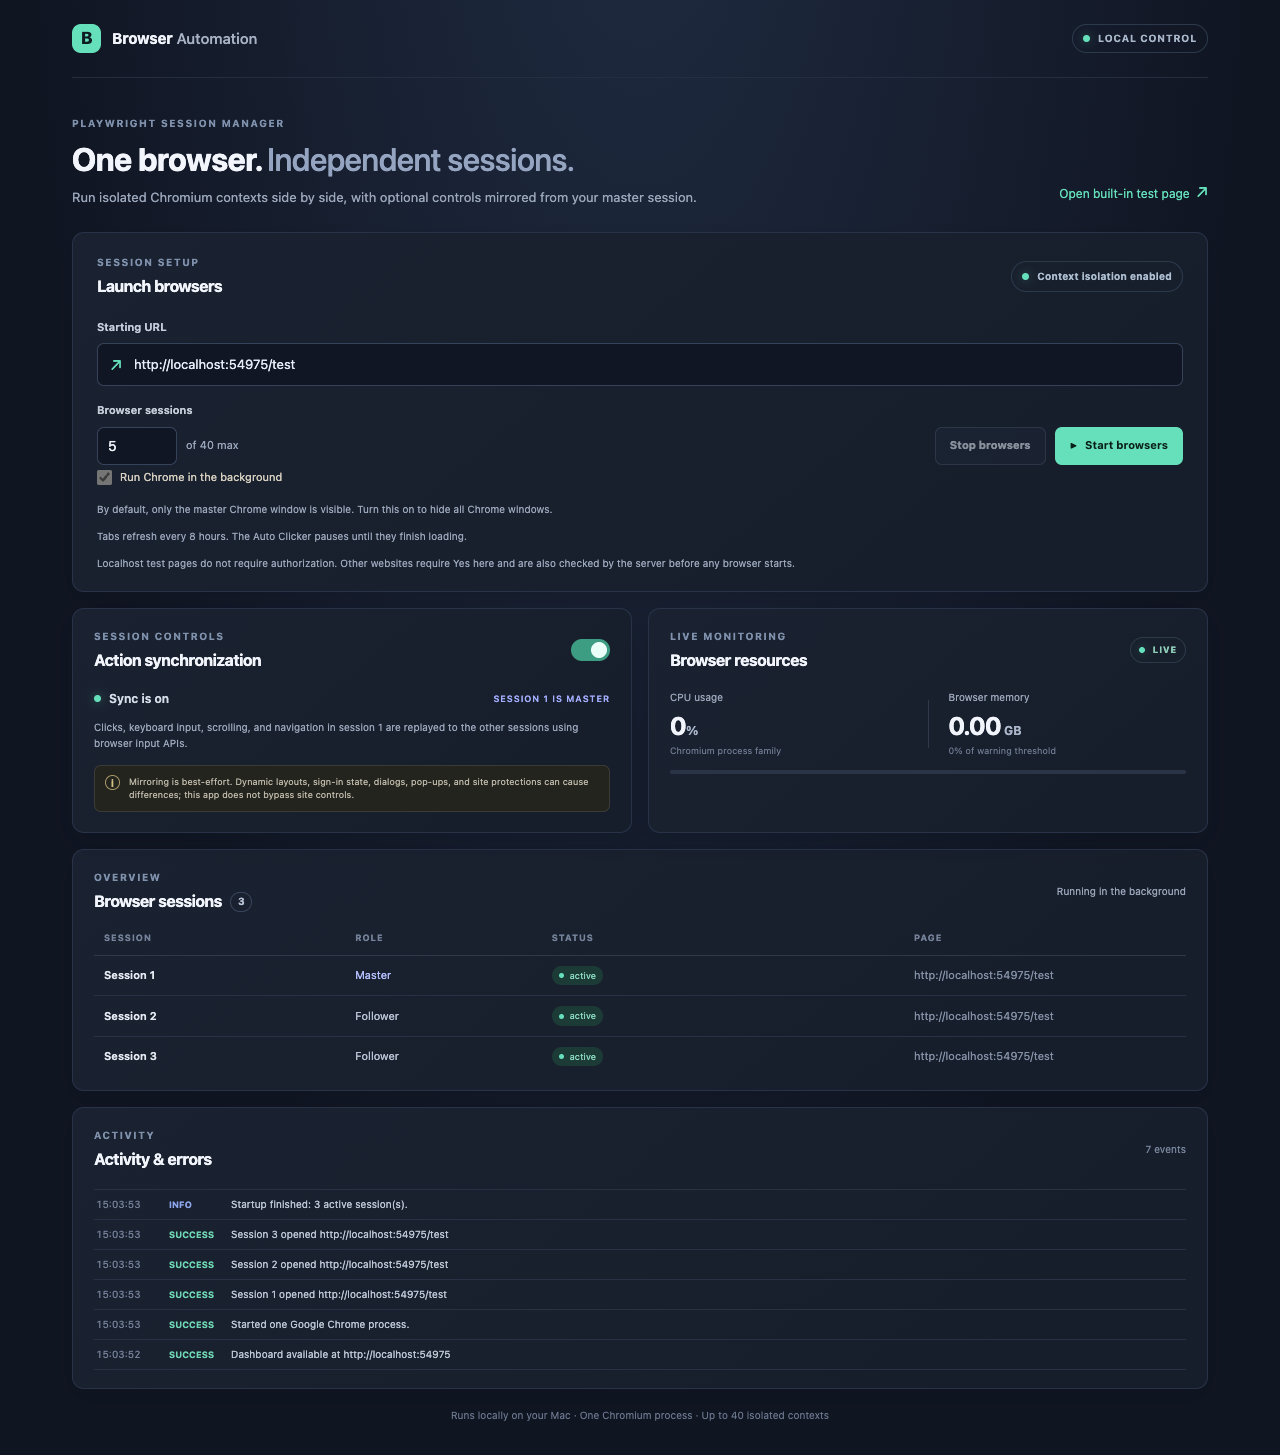 B Browser Automation
LOCAL CONTROL
PLAYWRIGHT SESSION MANAGER
One browser. Independent sessions.
Run isolated Chromium contexts side by side, with optional controls mirrored from your master session.
Open built-in test page
SESSION SETUP
Launch browsers
Context isolation enabled
Starting URL
http://localhost:54975/test
Browser sessions
5 of 40 max
Stop browsers
Start browsers
Run Chrome in the background
By default, only the master Chrome window is visible. Turn this on to hide all Chrome windows.
Tabs refresh every 8 hours. The Auto Clicker pauses until they finish loading.
Localhost test pages do not require authorization. Other websites require Yes here and are also checked by the server before any browser starts.
SESSION CONTROLS
Action synchronization
Sync is on
SESSION 1 IS MASTER
Clicks, keyboard input, scrolling, and navigation in session 1 are replayed to the other sessions using
browser input APIs.
Mirroring is best-effort. Dynamic layouts, sign-in state, dialogs, pop-ups, and site protections can cause
differences; this app does not bypass site controls.
LIVE MONITORING
Browser resources
LIVE
CPU usage
0%
Chromium process family
Browser memory
0.00 GB
0% of warning threshold
OVERVIEW
Browser sessions 3
Running in the background
SESSION ROLE STATUS PAGE
Session 1 Master active http://localhost:54975/test
Session 2 Follower active http://localhost:54975/test
Session 3 Follower active http://localhost:54975/test
ACTIVITY
Activity & errors
7 events
15:03:53 INFO Startup finished: 3 active session(s).
15:03:53 SUCCESS Session 3 opened http://localhost:54975/test
15:03:53 SUCCESS Session 2 opened http://localhost:54975/test
15:03:53 SUCCESS Session 1 opened http://localhost:54975/test
15:03:53 SUCCESS Started one Google Chrome process.
15:03:52 SUCCESS Dashboard available at http://localhost:54975
Runs locally on your Mac · One Chromium process · Up to 40 isolated contexts